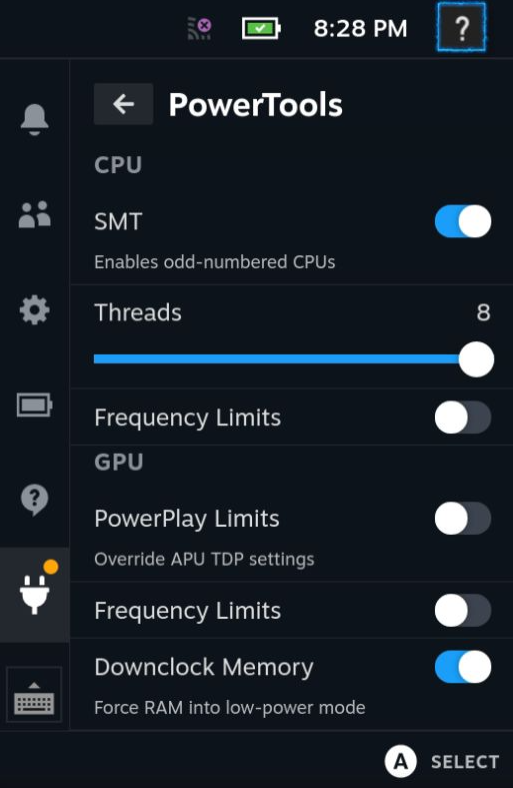 8:28 PM ?
PowerTools
CPU
SMT
Enables odd-numbered CPUs
Threads 8
Frequency Limits
GPU
PowerPlay Limits
Override APU TDP settings
Frequency Limits
Downclock Memory
Force RAM into low-power mode
A SELECT